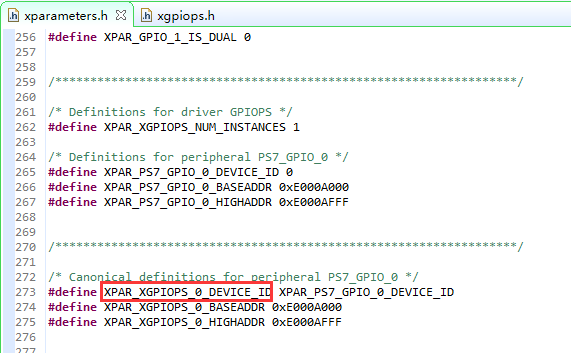 xparameters.h
xgpiops.h
256 #define XPAR_GPIO_1_IS_DUAL 0
257
258
259 /******************************************************************/
260
261 /* Definitions for driver GPIOPS */
262 #define XPAR_XGPIOPS_NUM_INSTANCES 1
263
264 /* Definitions for peripheral PS7_GPIO_0 */
265 #define XPAR_PS7_GPIO_0_DEVICE_ID 0
266 #define XPAR_PS7_GPIO_0_BASEADDR 0xE000A000
267 #define XPAR_PS7_GPIO_0_HIGHADDR 0xE000AFFF
268
269
270 /******************************************************************/
271
272 /* Canonical definitions for peripheral PS7_GPIO_0 */
273 #define XPAR_XGPIOPS_0_DEVICE_ID XPAR_PS7_GPIO_0_DEVICE_ID
274 #define XPAR_XGPIOPS_0_BASEADDR 0xE000A000
275 #define XPAR_XGPIOPS_0_HIGHADDR 0xE000AFFF
276
277